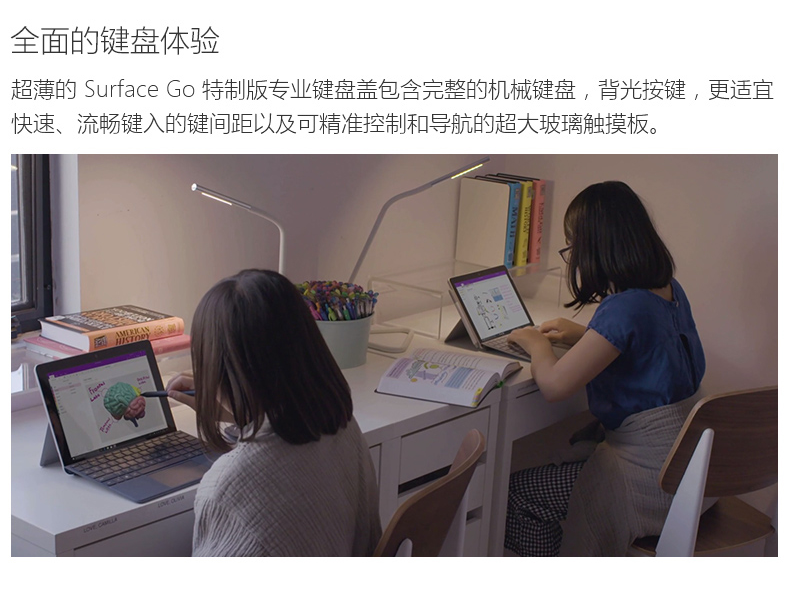 全面的键盘体验
超薄的 Surface Go 特制版专业键盘盖包含完整的机械键盘，背光按键，更适宜
快速、流畅键入的键间距以及可精准控制和导航的超大玻璃触摸板。
AMERICAN
HISTORY
MATH